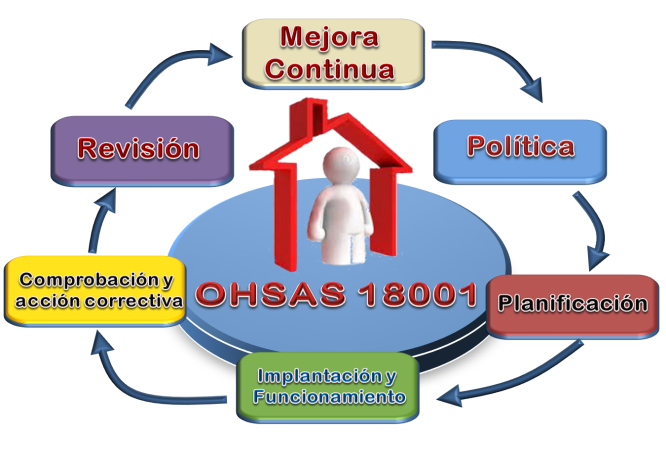 Mejora
Continua
Política
Planificación
Implantación y
Funcionamiento
Comprobación y
acción correctiva
Revisión
OHSAS 18001